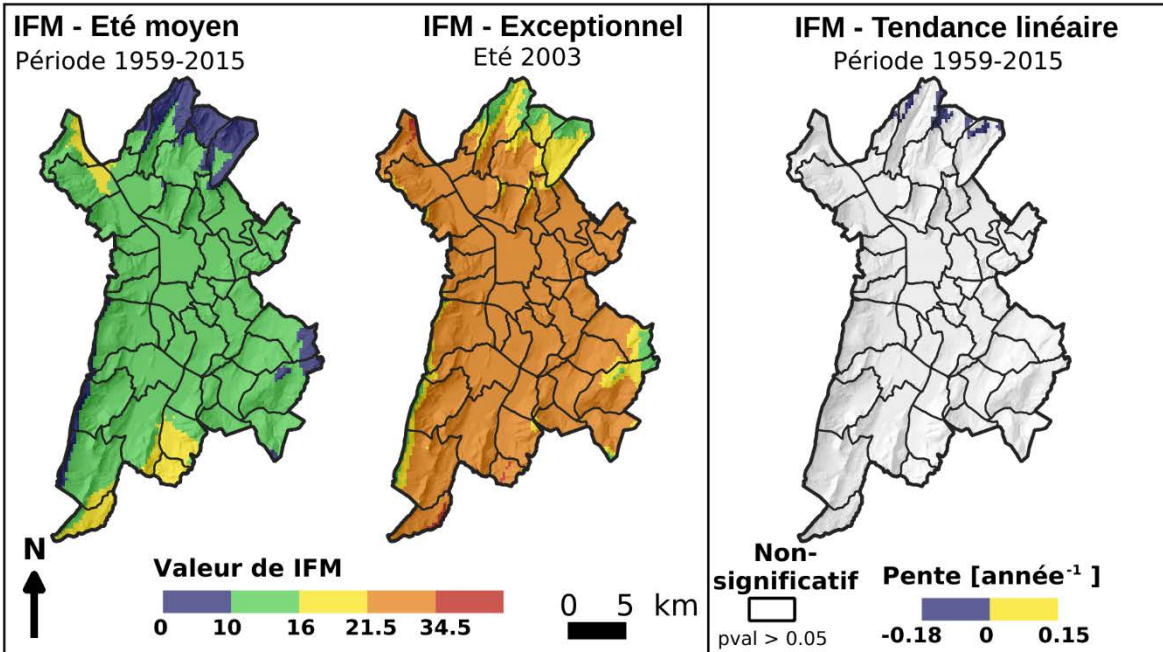 IFM - Eté moyen
Période 1959-2015
IFM - Exceptionnel
Eté 2003
IFM - Tendance linéaire
Période 1959-2015
N
Valeur de IFM
0 10 16 21.5 34.5
0 5 km
Non-
significatif
pval > 0.05
Pente [année⁻¹ ]
-0.18 0 0.15